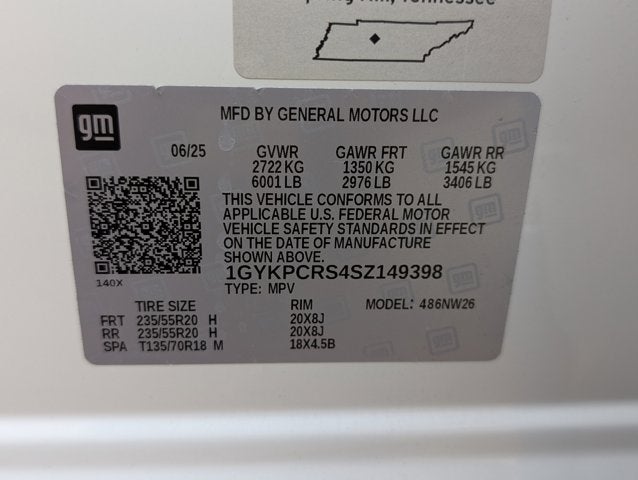 Tennessee
gm
MFD BY GENERAL MOTORS LLC
06/25 GVWR GAWR FRT GAWR RR
2722 KG 1350 KG 1545 KG
6001 LB 2976 LB 3406 LB
THIS VEHICLE CONFORMS TO ALL
APPLICABLE U.S. FEDERAL MOTOR
VEHICLE SAFETY STANDARDS IN EFFECT
ON THE DATE OF MANUFACTURE
SHOWN ABOVE.
1GYKPCRS4SZ149398
140X
TYPE: MPV
TIRE SIZE RIM MODEL: 486NW26
FRT 235/55R20 H 20X8J
RR 235/55R20 H 20X8J
SPA T135/70R18 M 18X4.5B